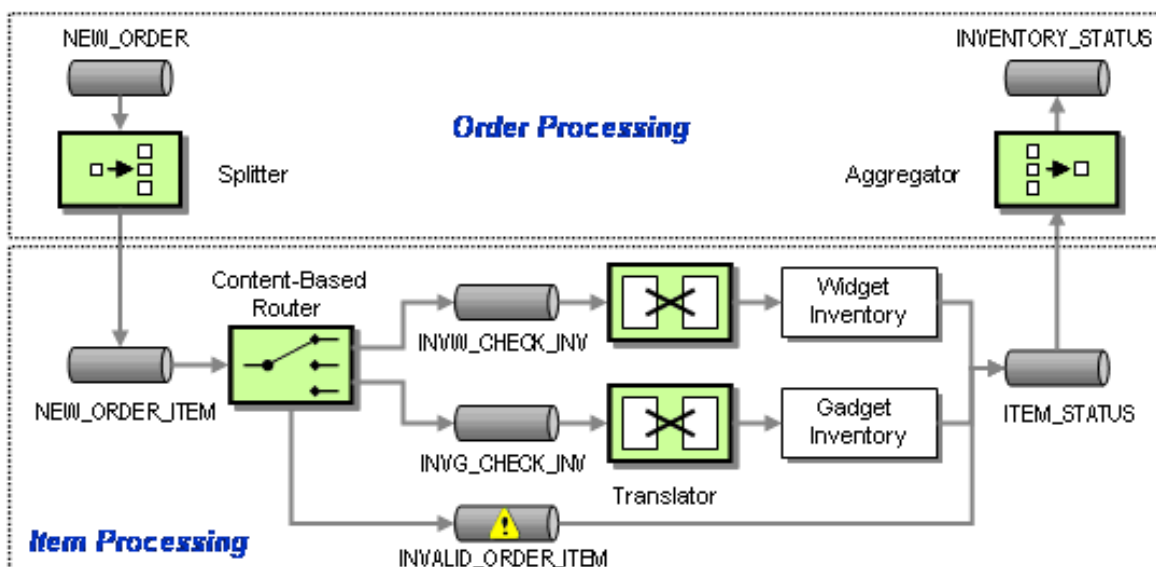 NEW_ORDER
INVENTORY_STATUS
Order Processing
Splitter
Aggregator
Content-Based
Router
Widget
Inventory
INVW_CHECK_INV
NEW_ORDER_ITEM
Gadget
Inventory
ITEM_STATUS
INVG_CHECK_INV
Translator
Item Processing
INVALID_ORDER_ITEM